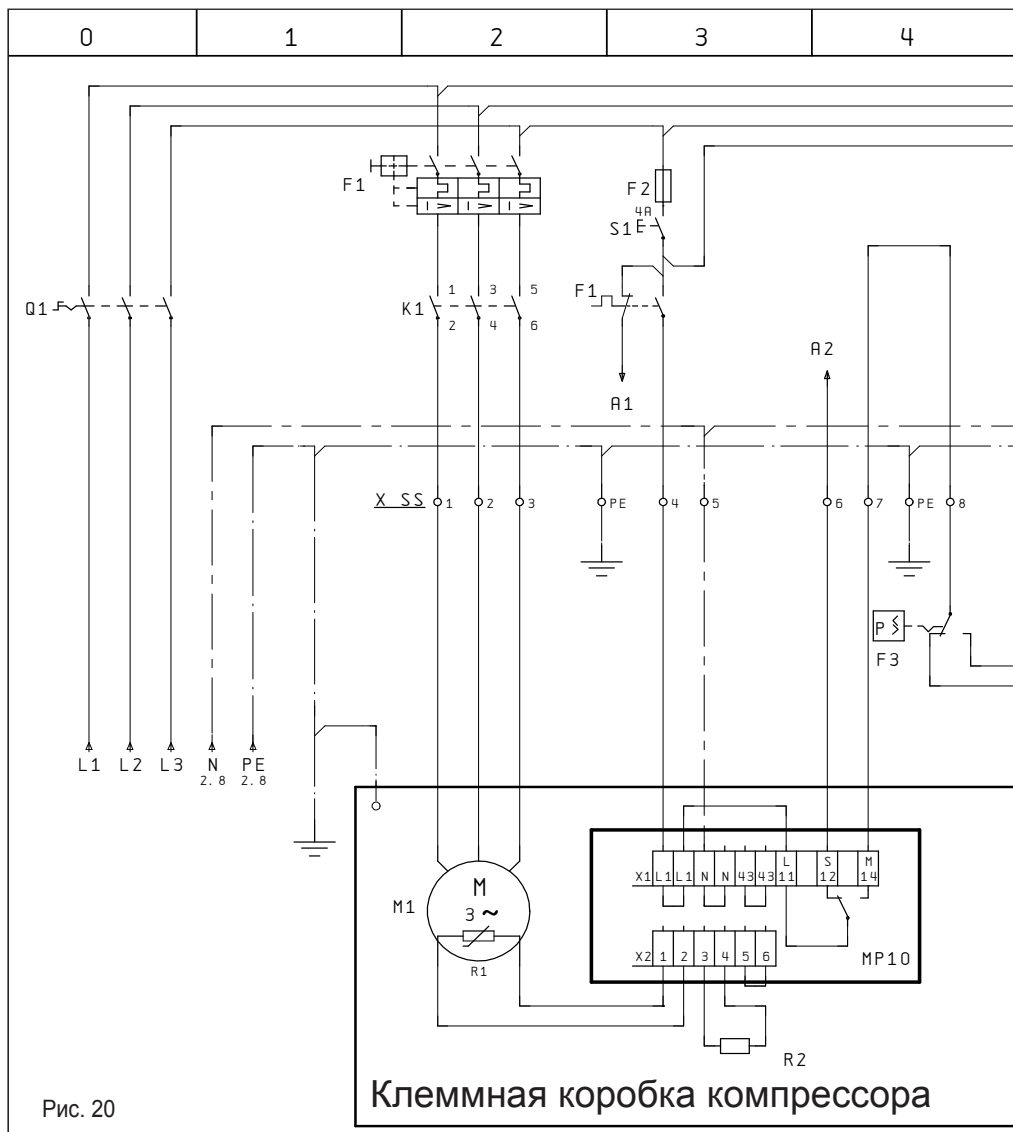 0 1 2 3 4
F1
F2
4A
S1
Q1
K1
1 3 5
2 4 6
F1
A1
A2
X SS 1 2 3 PE 4 5 6 7 PE 8
P
F3
L1 L2 L3 N PE
2.8 2.8
M1
M
3 ~
R1
L S M
X1 L1 L1 N N 43 43 11 12 14
X2 1 2 3 4 5 6
MP10
R2
Клеммная коробка компрессора
Рис. 20